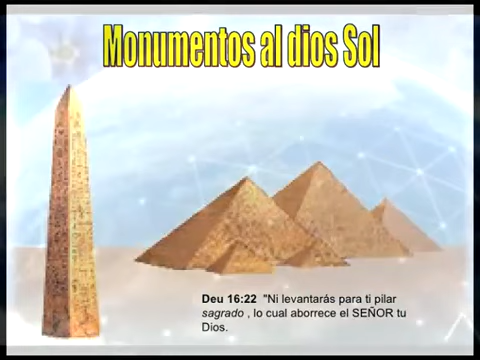 Monumentos al dios Sol
Deu 16:22 "Ni levantarás para ti pilar
sagrado , lo cual aborrece el SEÑOR tu
Dios.